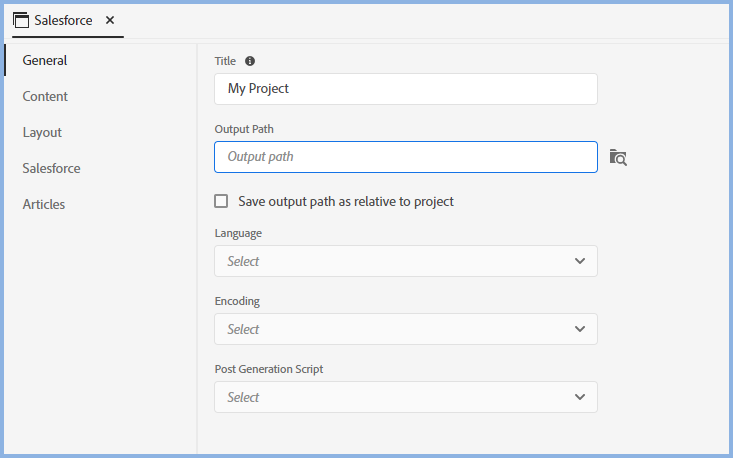 Salesforce
General
Content
Layout
Salesforce
Articles
Title
My Project
Output Path
Output path
Save output path as relative to project
Language
Select
Encoding
Select
Post Generation Script
Select